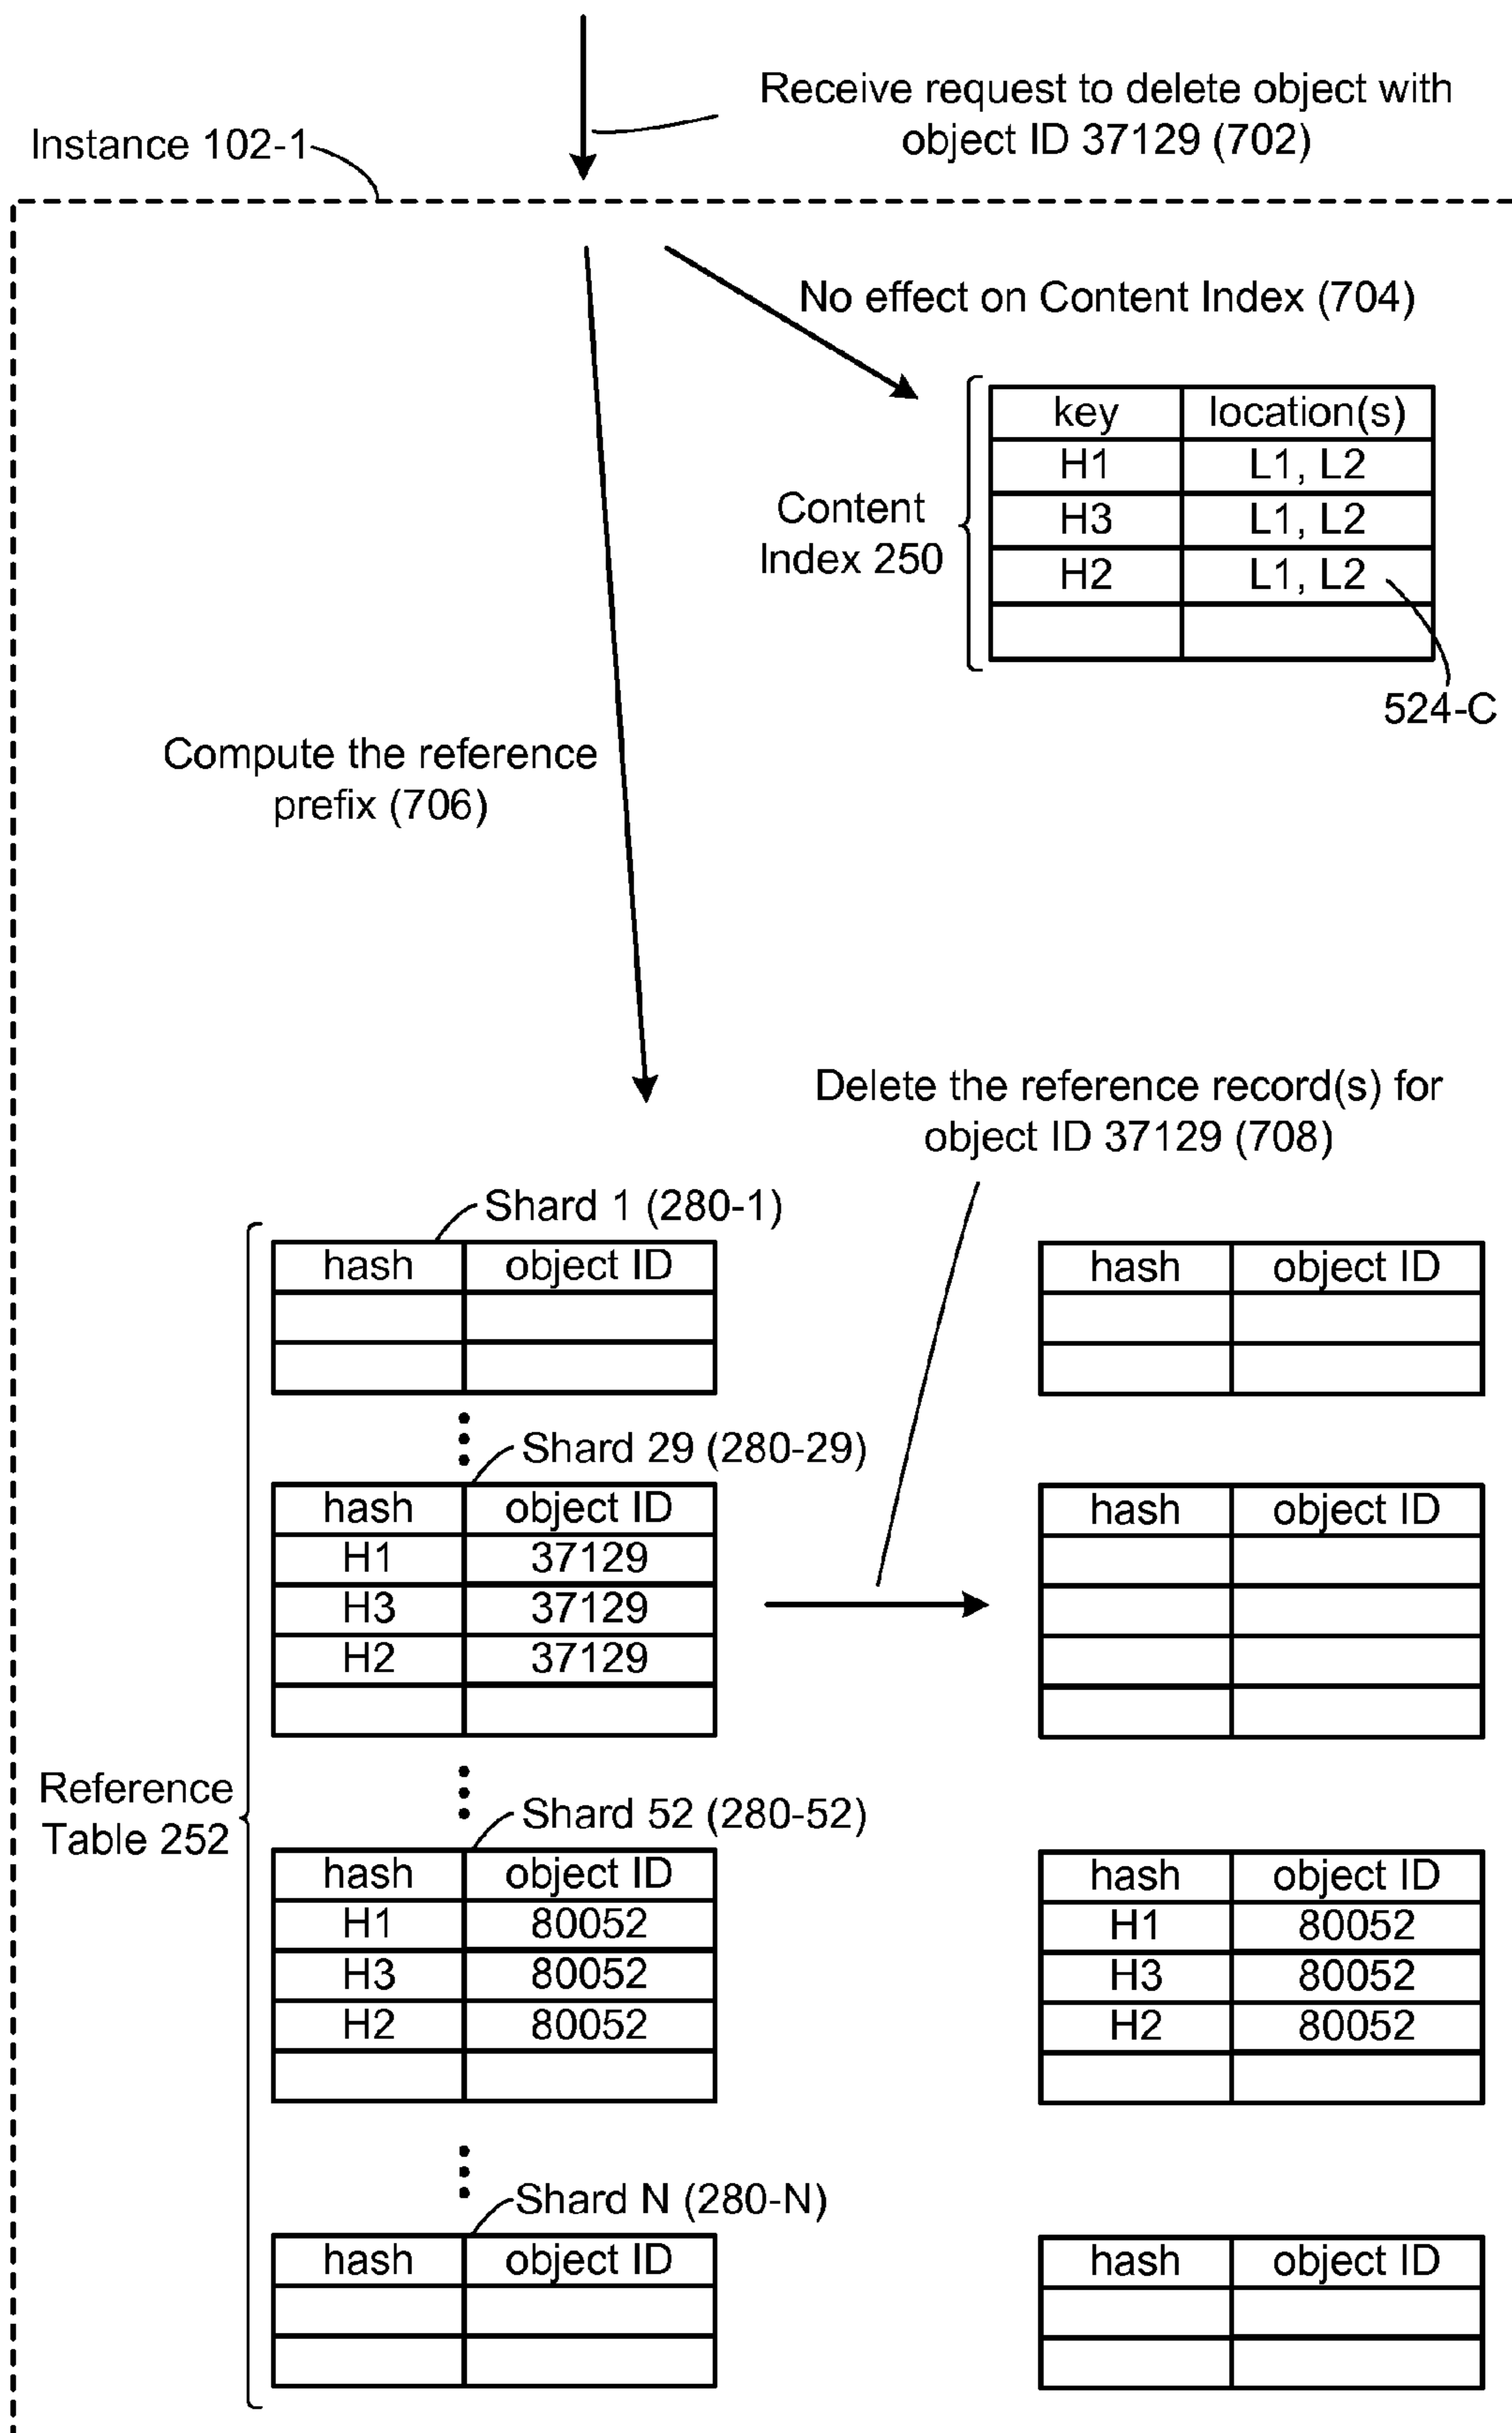 Receive request to delete object with
object ID 37129 (702)
Instance 102-1
No effect on Content Index (704)
key location(s)
H1 L1, L2
H3 L1, L2
H2 L1, L2
Content
Index 250
524-C
Compute the reference
prefix (706)
Delete the reference record(s) for
object ID 37129 (708)
Shard 1 (280-1)
hash object ID hash object ID
Shard 29 (280-29)
hash object ID hash object ID
H1 37129
H3 37129
H2 37129
Reference
Table 252
Shard 52 (280-52)
hash object ID hash object ID
H1 80052 H1 80052
H3 80052 H3 80052
H2 80052 H2 80052
Shard N (280-N)
hash object ID hash object ID